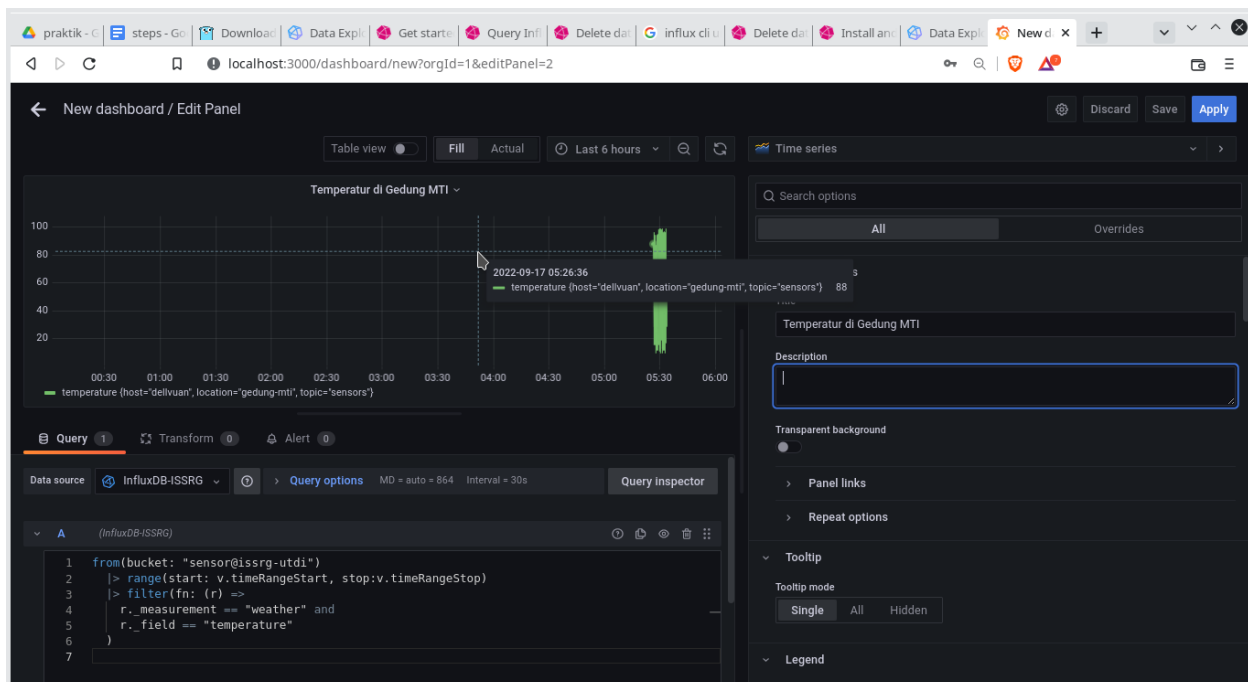 praktik - G
steps - Go
Download
Data Explo
Get starte
Query Infl
Delete dat
influx cli u
Delete dat
Install and
Data Explo
New d
localhost:3000/dashboard/new?orgId=1&editPanel=2
New dashboard / Edit Panel
Discard Save Apply
Table view Fill Actual Last 6 hours
Time series
Temperatur di Gedung MTI
100
80
60
40
20
2022-09-17 05:26:36
temperature {host="dellvuan", location="gedung-mti", topic="sensors"} 88
00:30 01:00 01:30 02:00 02:30 03:00 03:30 04:00 04:30 05:00 05:30 06:00
temperature {host="dellvuan", location="gedung-mti", topic="sensors"}
Query 1 Transform 0 Alert 0
Data source InfluxDB-ISSRG Query options MD = auto = 864 Interval = 30s Query inspector
A (InfluxDB-ISSRG)
1 from(bucket: "sensor@issrg-utdi")
2 |> range(start: v.timeRangeStart, stop:v.timeRangeStop)
3 |> filter(fn: (r) =>
4 r._measurement == "weather" and
5 r._field == "temperature"
6 )
7
Search options
All Overrides
s
Title
Temperatur di Gedung MTI
Description
Transparent background
Panel links
Repeat options
Tooltip
Tooltip mode
Single All Hidden
Legend